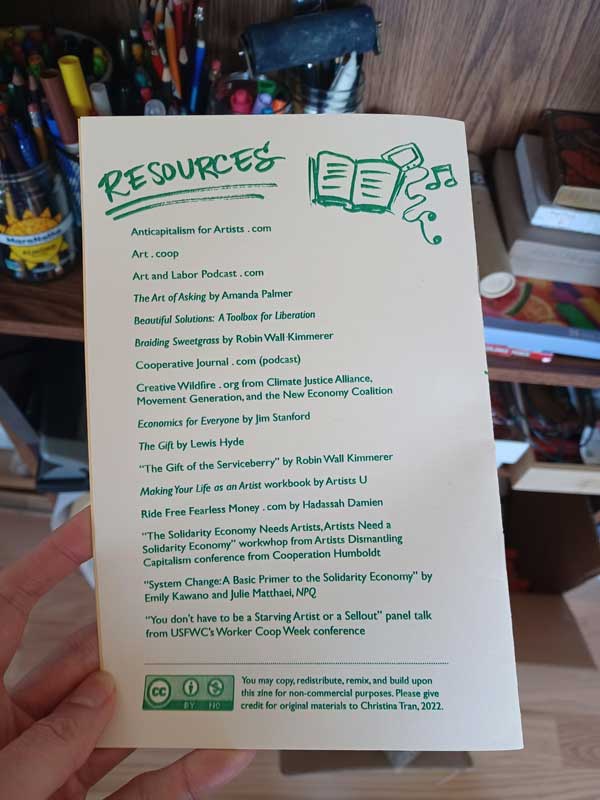 RESOURCES
Anticapitalism for Artists . com
Art . coop
Art and Labor Podcast . com
The Art of Asking by Amanda Palmer
Beautiful Solutions: A Toolbox for Liberation
Braiding Sweetgrass by Robin Wall Kimmerer
Cooperative Journal . com (podcast)
Creative Wildfire . org from Climate Justice Alliance,
Movement Generation, and the New Economy Coalition
Economics for Everyone by Jim Stanford
The Gift by Lewis Hyde
“The Gift of the Serviceberry” by Robin Wall Kimmerer
Making Your Life as an Artist workbook by Artists U
Ride Free Fearless Money . com by Hadassah Damien
“The Solidarity Economy Needs Artists, Artists Need a
Solidarity Economy” workwhop from Artists Dismantling
Capitalism conference from Cooperation Humboldt
“System Change: A Basic Primer to the Solidarity Economy” by
Emily Kawano and Julie Matthaei, NPQ
“You don't have to be a Starving Artist or a Sellout” panel talk
from USFWC's Worker Coop Week conference
cc
BY NC
You may copy, redistribute, remix, and build upon
this zine for non-commercial purposes. Please give
credit for original materials to Christina Tran, 2022.